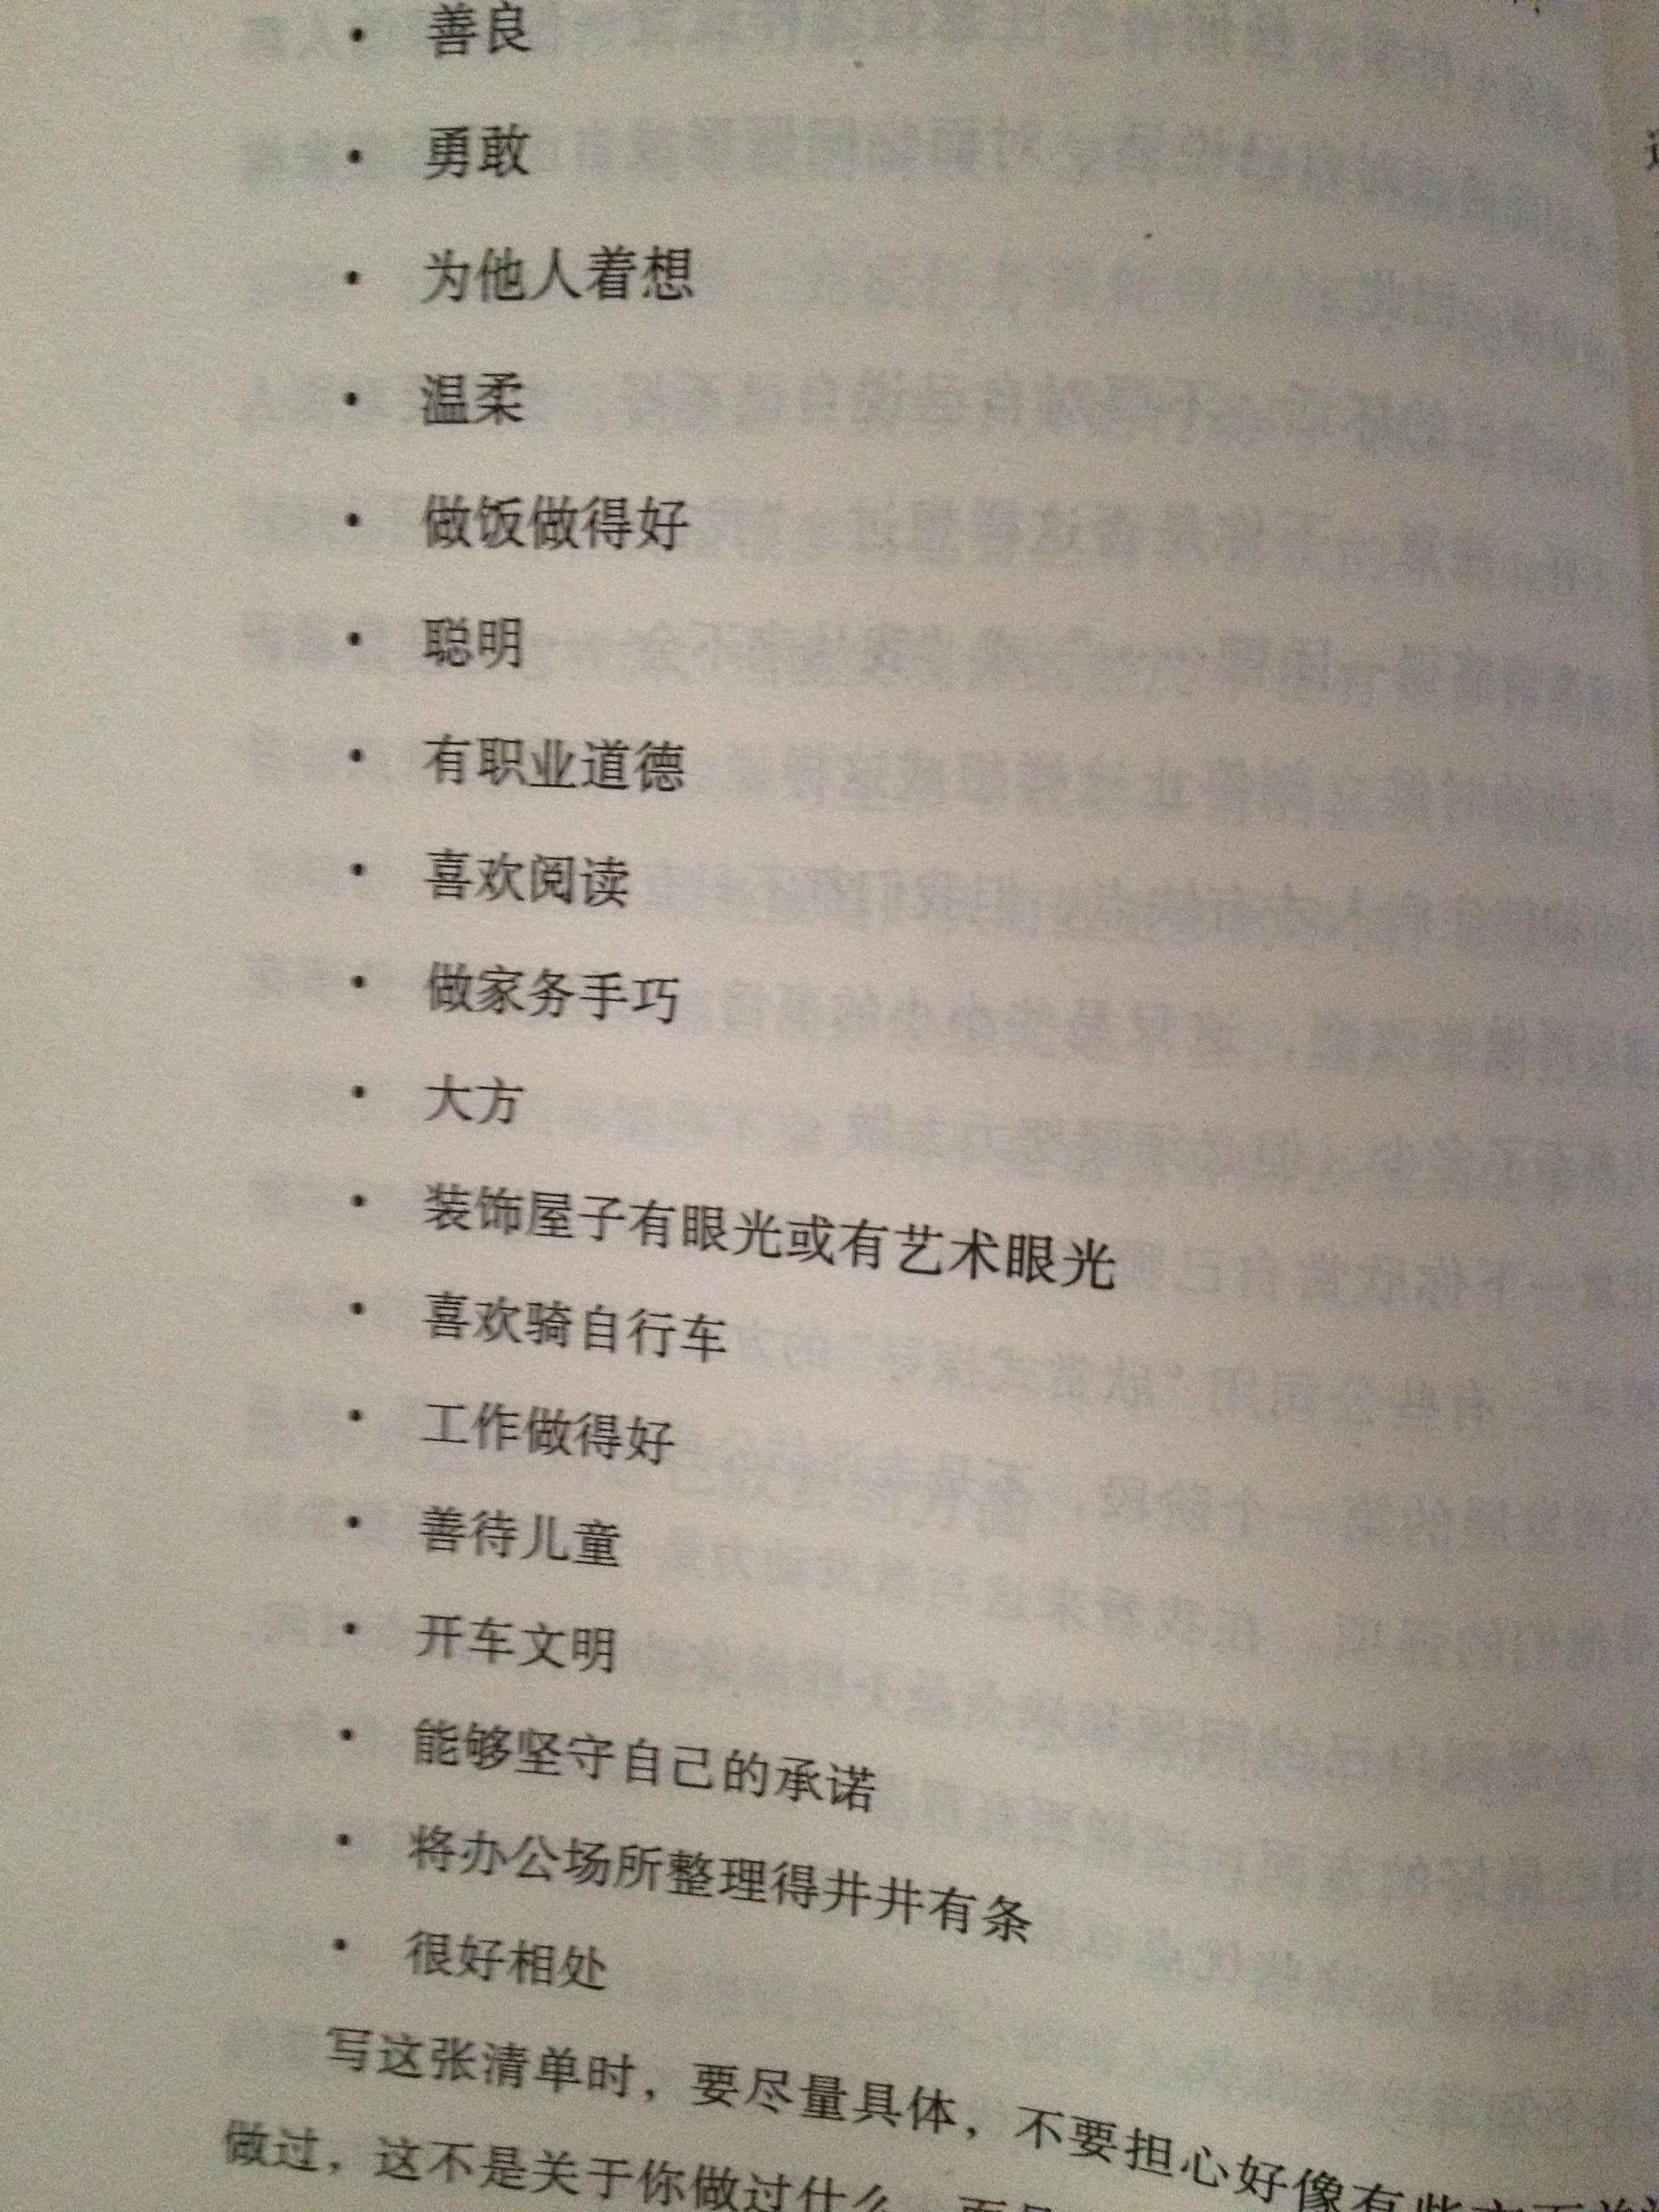 • 善良
• 勇敢
• 为他人着想
• 温柔
• 做饭做得好
• 聪明
• 有职业道德
• 喜欢阅读
• 做家务手巧
• 大方
• 装饰屋子有眼光或有艺术眼光
• 喜欢骑自行车
• 工作做得好
• 善待儿童
• 开车文明
• 能够坚守自己的承诺
• 将办公场所整理得井井有条
• 很好相处
写这张清单时，要尽量具体，不要担心好像有些
做过，这不是关于你做过什么